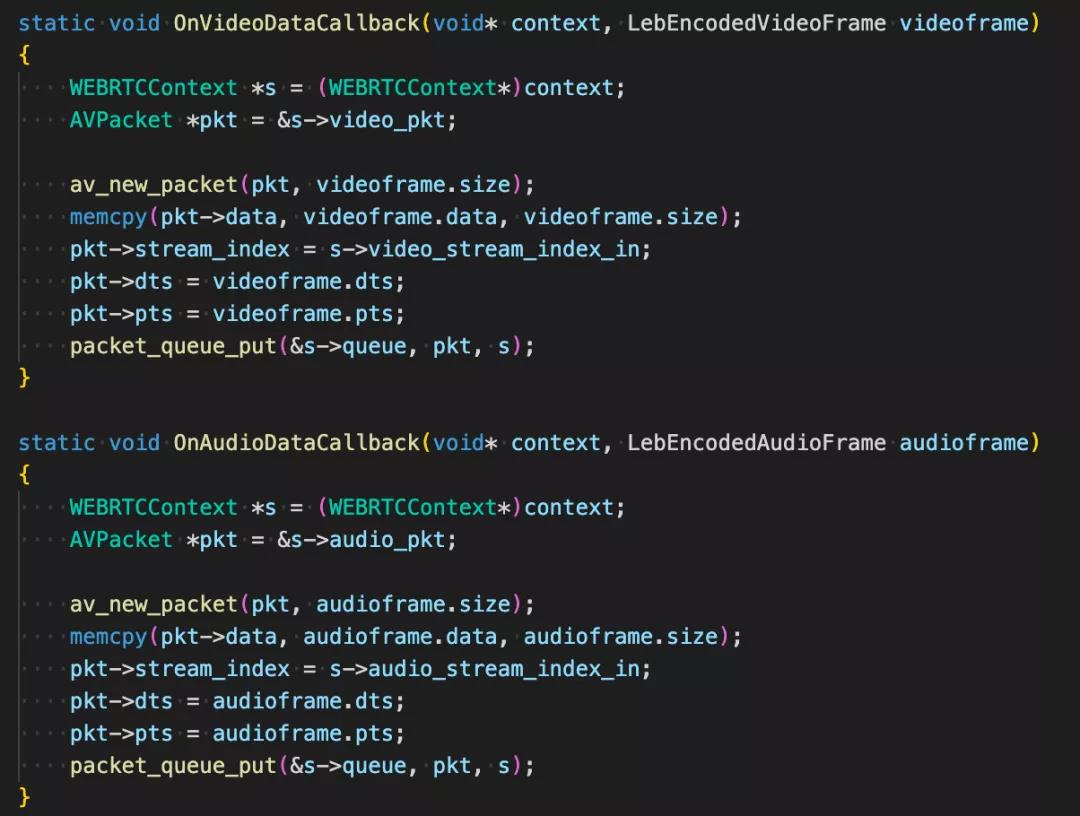 static void OnVideoDataCallback(void* context, LebEncodedVideoFrame videoframe)
{
    WEBRTCContext *s = (WEBRTCContext*)context;
    AVPacket *pkt = &s->video_pkt;

    av_new_packet(pkt, videoframe.size);
    memcpy(pkt->data, videoframe.data, videoframe.size);
    pkt->stream_index = s->video_stream_index_in;
    pkt->dts = videoframe.dts;
    pkt->pts = videoframe.pts;
    packet_queue_put(&s->queue, pkt, s);
}

static void OnAudioDataCallback(void* context, LebEncodedAudioFrame audioframe)
{
    WEBRTCContext *s = (WEBRTCContext*)context;
    AVPacket *pkt = &s->audio_pkt;

    av_new_packet(pkt, audioframe.size);
    memcpy(pkt->data, audioframe.data, audioframe.size);
    pkt->stream_index = s->audio_stream_index_in;
    pkt->dts = audioframe.dts;
    pkt->pts = audioframe.pts;
    packet_queue_put(&s->queue, pkt, s);
}